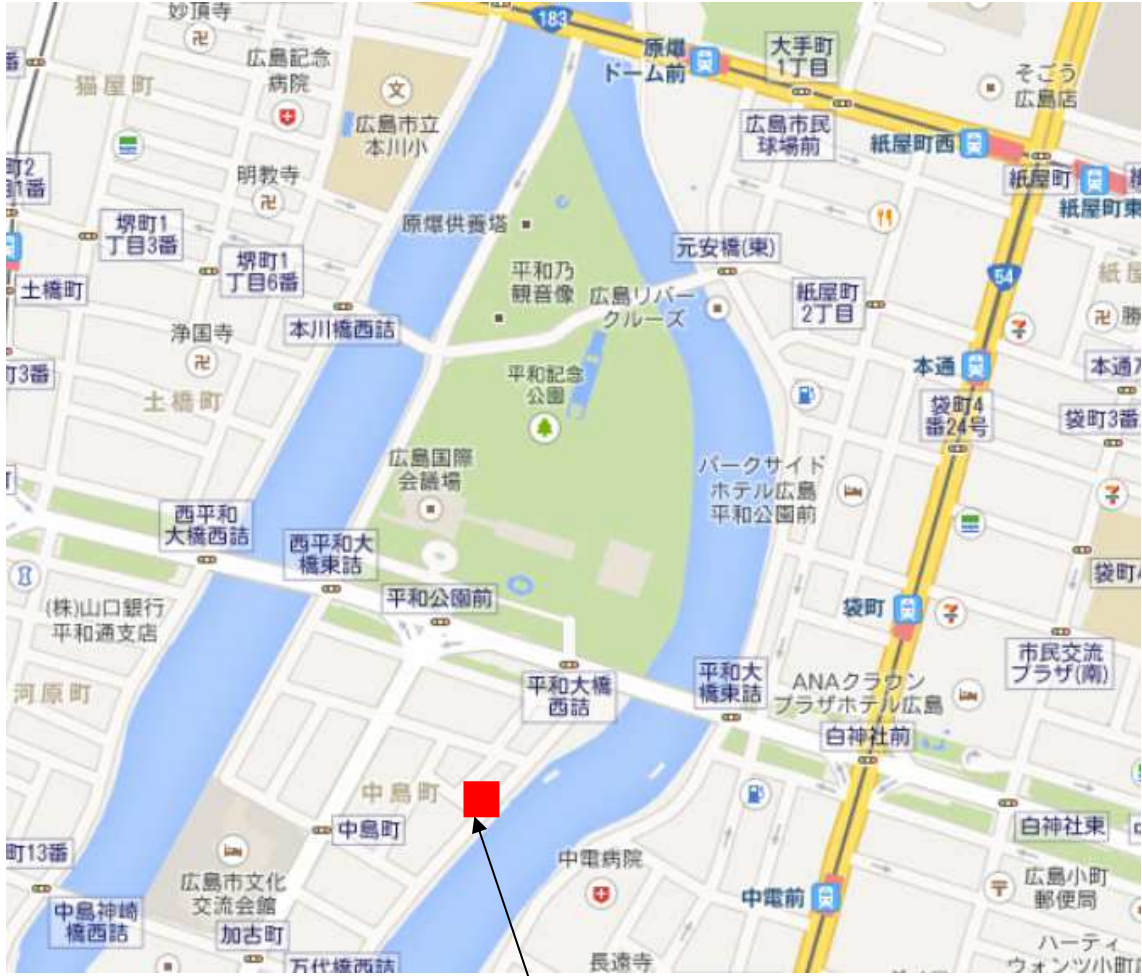 妙頂寺
183
番
広島記念
病院
原爆
ドーム前
大手町
1丁目
そごう
広島店
猫屋町
文
広島市立
本川小
広島市民
球場前
紙屋町西
町2
目1番
明教寺
紙屋町
紙屋町東
堺町1
丁目3番
原爆供養塔
堺町1
丁目6番
元安橋(東)
平和乃
観音像
54
土橋町
広島リバー
クルーズ
紙屋町
2丁目
本川橋西詰
浄国寺
勝
町3番
本通
平和記念
公園
土橋町
袋町4
番24号
広島国際
会議場
パークサイド
ホテル広島
平和公園前
西平和
大橋西詰
西平和大
橋東詰
平和公園前
(株)山口銀行
平和通支店
袋町
河原町
平和大橋
西詰
平和大
橋東詰
ANAクラウン
プラザホテル広島
市民交流
プラザ(南)
白神社前
中島町
中島町
白神社東
町13番
広島市文化
交流会館
中電病院
中電前
広島小町
郵便局
中島神崎
橋西詰
加古町
万代橋西詰
長遠寺
ハーティ
ウォンツ小町